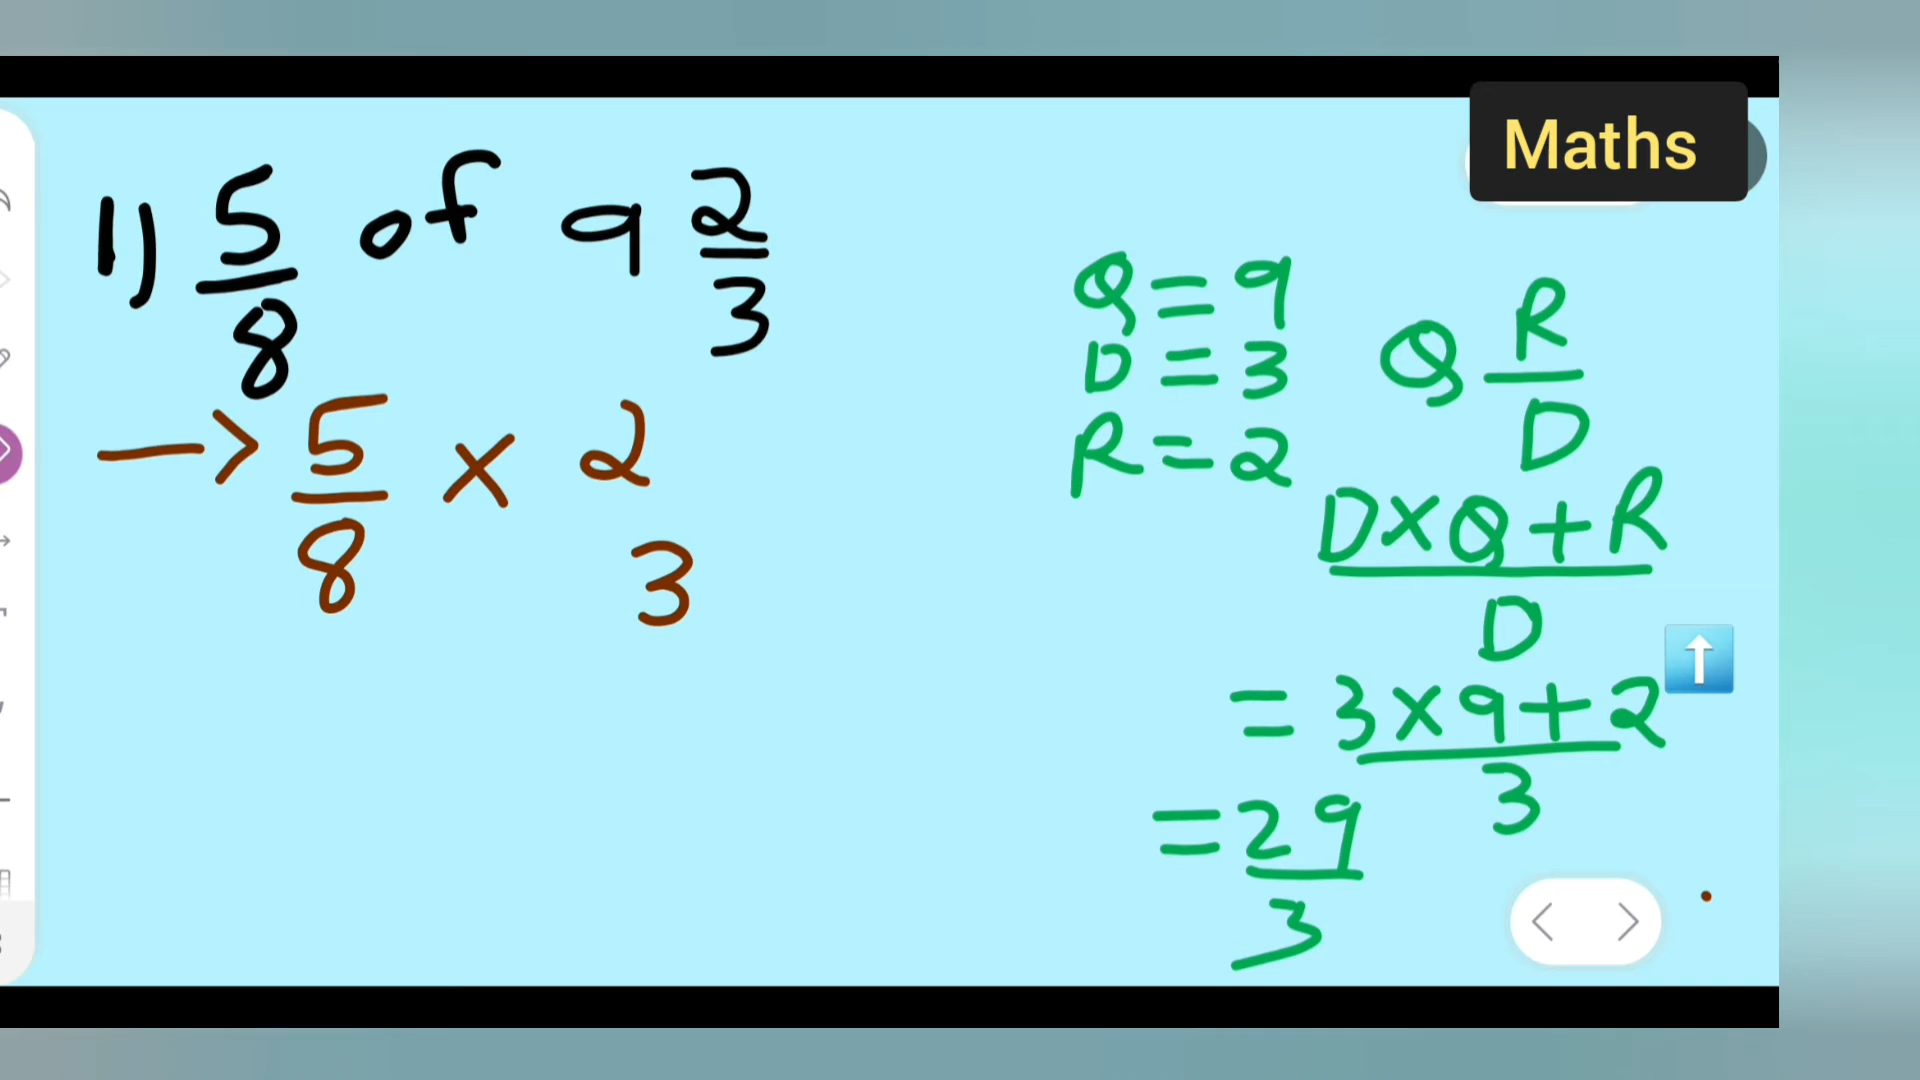 Maths
1) 5/8 of 9 2/3
→ 5/8 × 2
3
Q = 9
D = 3
R = 2
Q R/D
D×Q+R
D
= 3×9+2
3
= 29
3